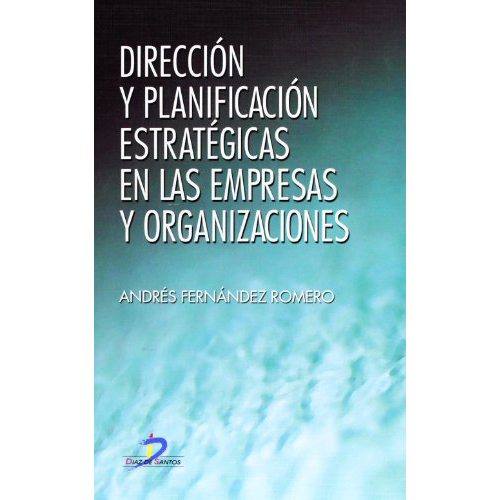 DIRECCIÓN
Y PLANIFICACIÓN
ESTRATÉGICAS
EN LAS EMPRESAS
Y ORGANIZACIONES
ANDRÉS FERNÁNDEZ ROMERO
DIAZ DE SANTOS